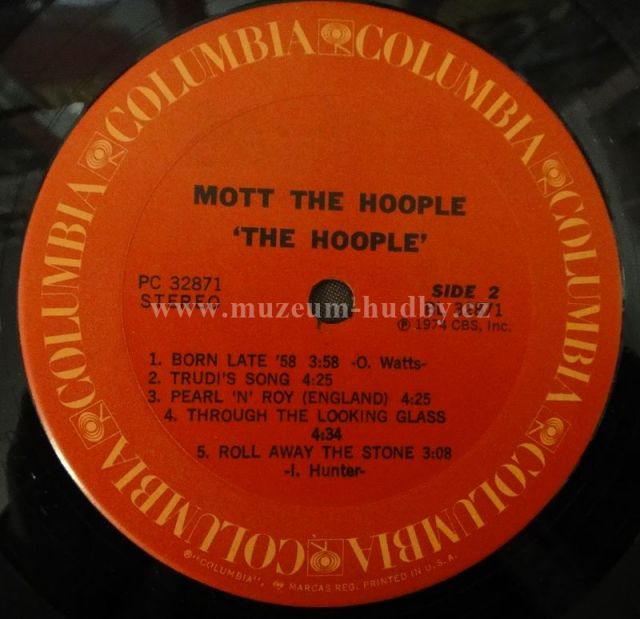 COLUMBIA COLUMBIA COLUMBIA COLUMBIA COLUMBIA COLUMBIA
MOTT THE HOOPLE
'THE HOOPLE'
PC 32871
STEREO
SIDE 2
32871
℗ 1974 CBS, Inc.
www.muzeum-hudby.cz
1. BORN LATE '58 3:58 -O. Watts-
2. TRUDI'S SONG 4:25
3. PEARL 'N' ROY (ENGLAND) 4:25
4. THROUGH THE LOOKING GLASS
4:34
5. ROLL AWAY THE STONE 3:08
-I. Hunter-
®"COLUMBIA", MARCAS REG. PRINTED IN U.S.A.